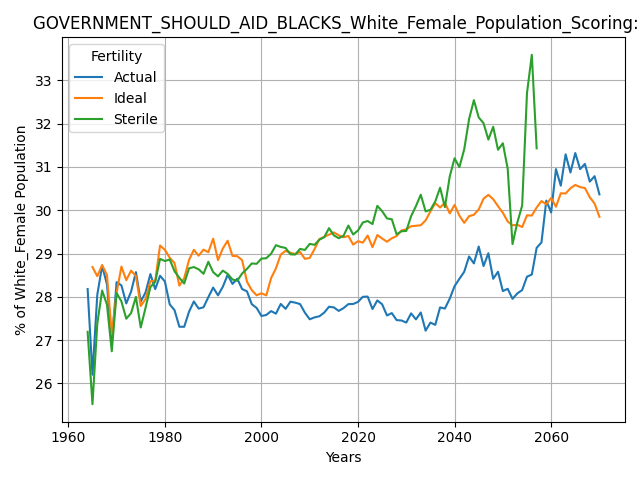 GOVERNMENT_SHOULD_AID_BLACKS_White_Female_Population_Scoring:
Fertility
Actual
Ideal
Sterile
33
32
31
30
29
28
27
26
% of White_Female Population
1960 1980 2000 2020 2040 2060
Years